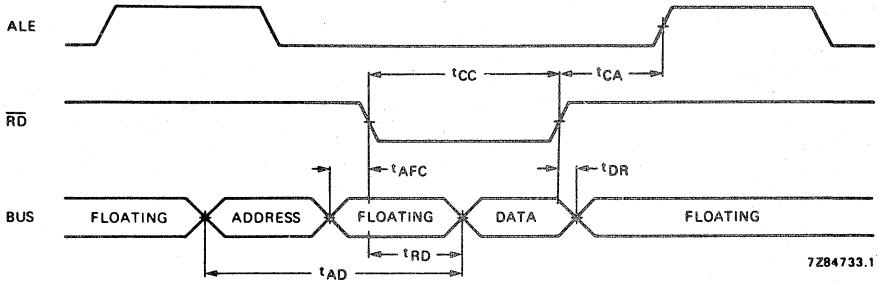 ALE
tCC
tCA
RD
tAFC
tDR
BUS
FLOATING
ADDRESS
FLOATING
DATA
FLOATING
tRD
tAD
7Z84733.1